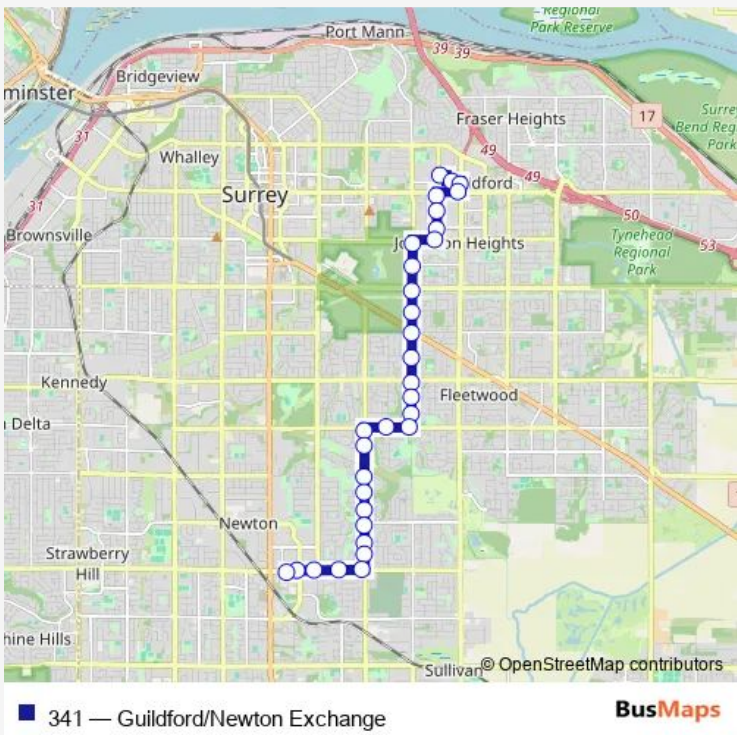 Regional
Park Reserve
Port Mann
39 39
Bridgeview
minster
17
Surrey
Bend Reg
Park
Fraser Heights
31
49
Whalley
dford
49
Surrey
31
50
Brownsville
Jo on Heights
Tynehead
Regional
Park
53
Kennedy
Fleetwood
n Delta
Newton
Strawberry
Hill
hine Hills
Sullivan
© OpenStreetMap contributors
341 — Guildford/Newton Exchange
BusMaps